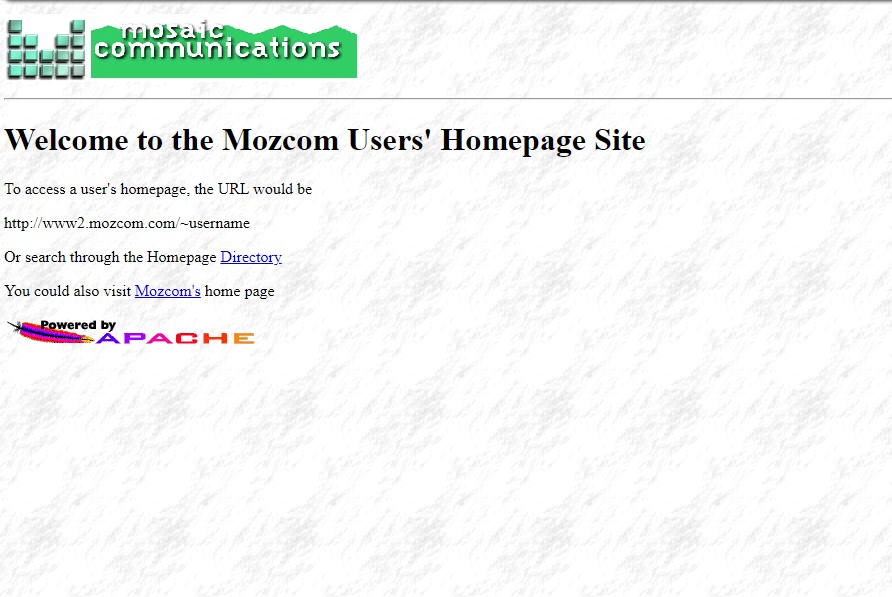 mosaic
communications
Welcome to the Mozcom Users' Homepage Site
To access a user's homepage, the URL would be
http://www2.mozcom.com/~username
Or search through the Homepage Directory
You could also visit Mozcom's home page
Powered by
APACHE